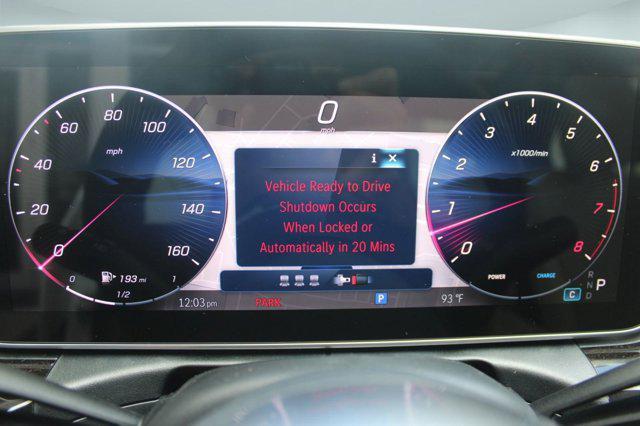 0
mph
i ×
Vehicle Ready to Drive
Shutdown Occurs
When Locked or
Automatically in 20 Mins
0 20 40 60 80 100 120 140 160
mph
193 mi
0 1/2 1
0 1 2 3 4 5 6 7 8
x1000/min
POWER CHARGE
12:03 pm PARK P 93 °F
C
R
N
D
P